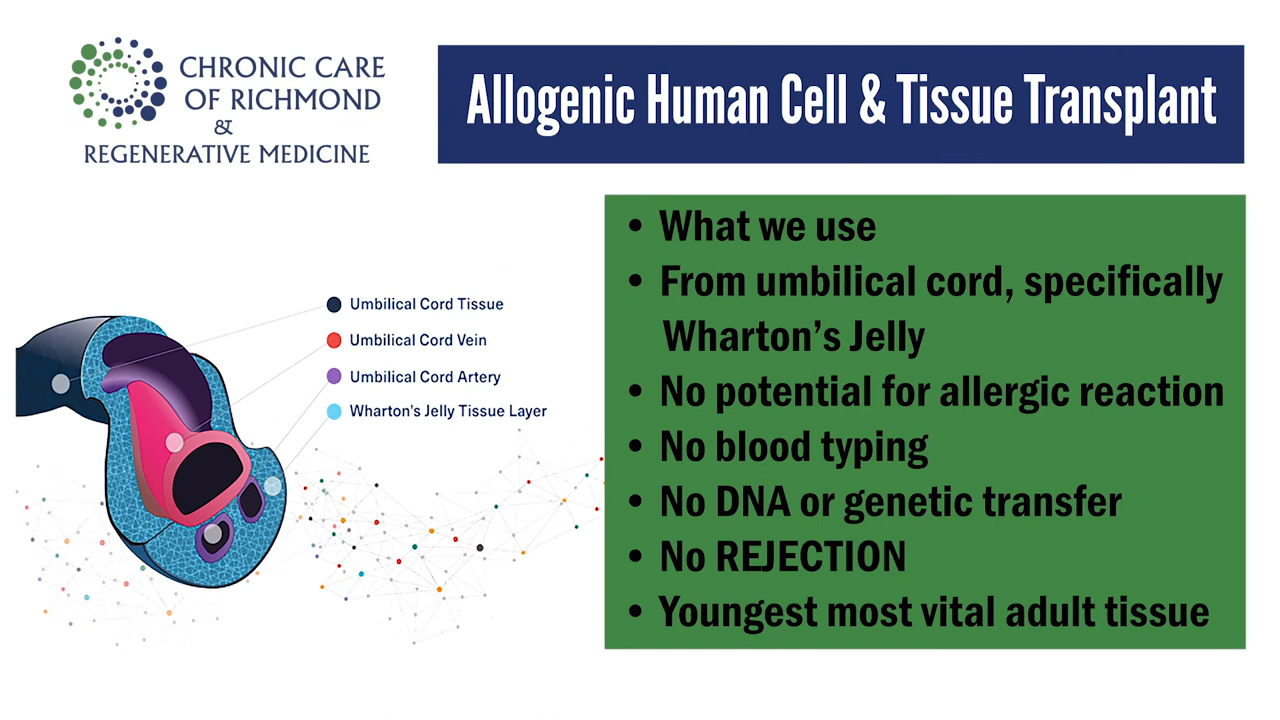 CHRONIC CARE
OF RICHMOND
&
REGENERATIVE MEDICINE
Allogenic Human Cell & Tissue Transplant
Umbilical Cord Tissue
Umbilical Cord Vein
Umbilical Cord Artery
Wharton's Jelly Tissue Layer
• What we use
• From umbilical cord, specifically
Wharton’s Jelly
• No potential for allergic reaction
• No blood typing
• No DNA or genetic transfer
• No REJECTION
• Youngest most vital adult tissue